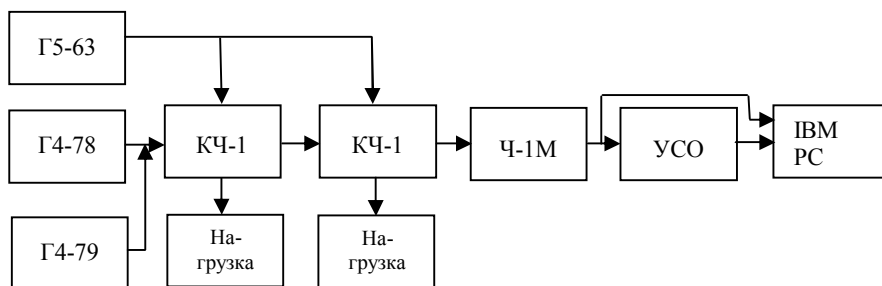 Г5-63
Г4-78
КЧ-1
КЧ-1
Ч-1М
УСО
IBM
PC
Г4-79
На-
грузка
На-
грузка